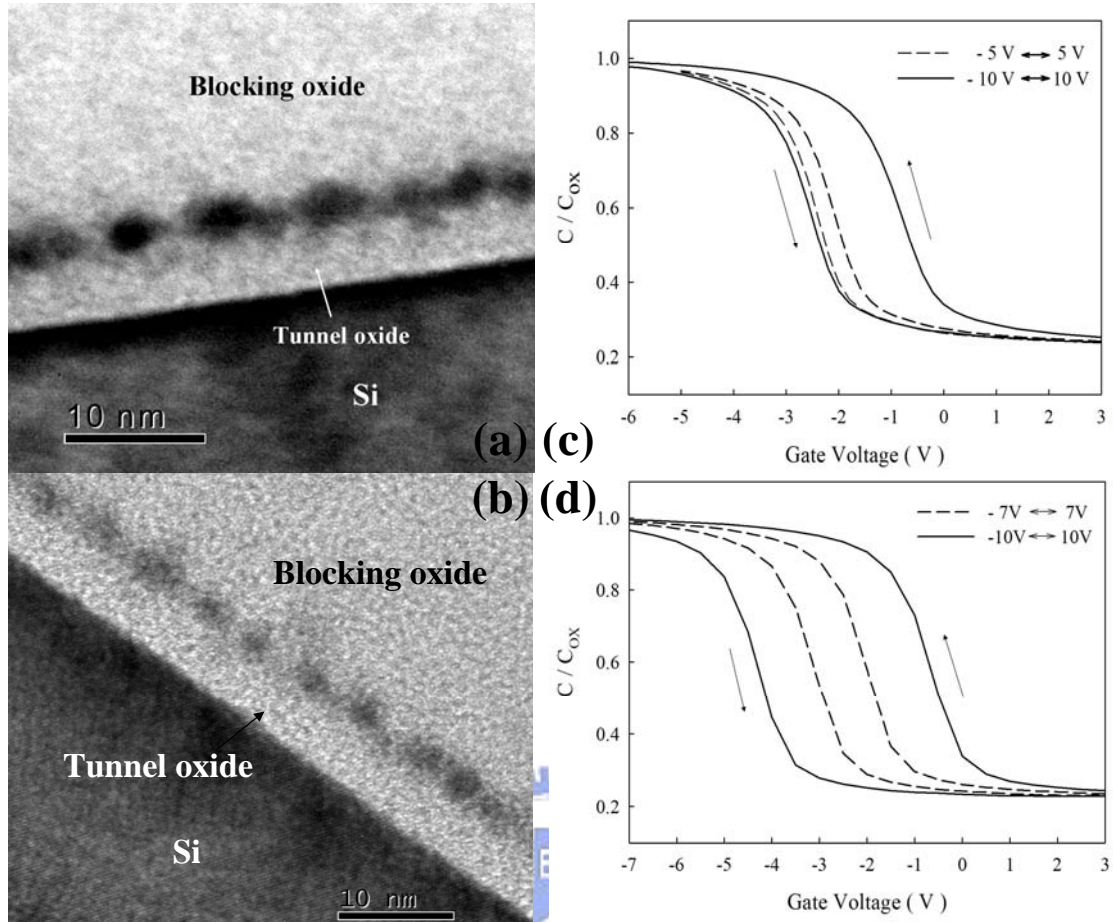 Blocking oxide
Tunnel oxide
Si
10 nm
(a)
(c)
- 5 V ↔ 5 V
- 10 V ↔ 10 V
1.0
0.8
0.6
0.4
0.2
C / C_OX
-6 -5 -4 -3 -2 -1 0 1 2 3
Gate Voltage ( V )
(b)
(d)
Blocking oxide
Tunnel oxide
Si
10 nm
- 7V ↔ 7V
-10V ↔ 10V
1.0
0.8
0.6
0.4
0.2
C / C_OX
-7 -6 -5 -4 -3 -2 -1 0 1 2 3
Gate Voltage ( V )